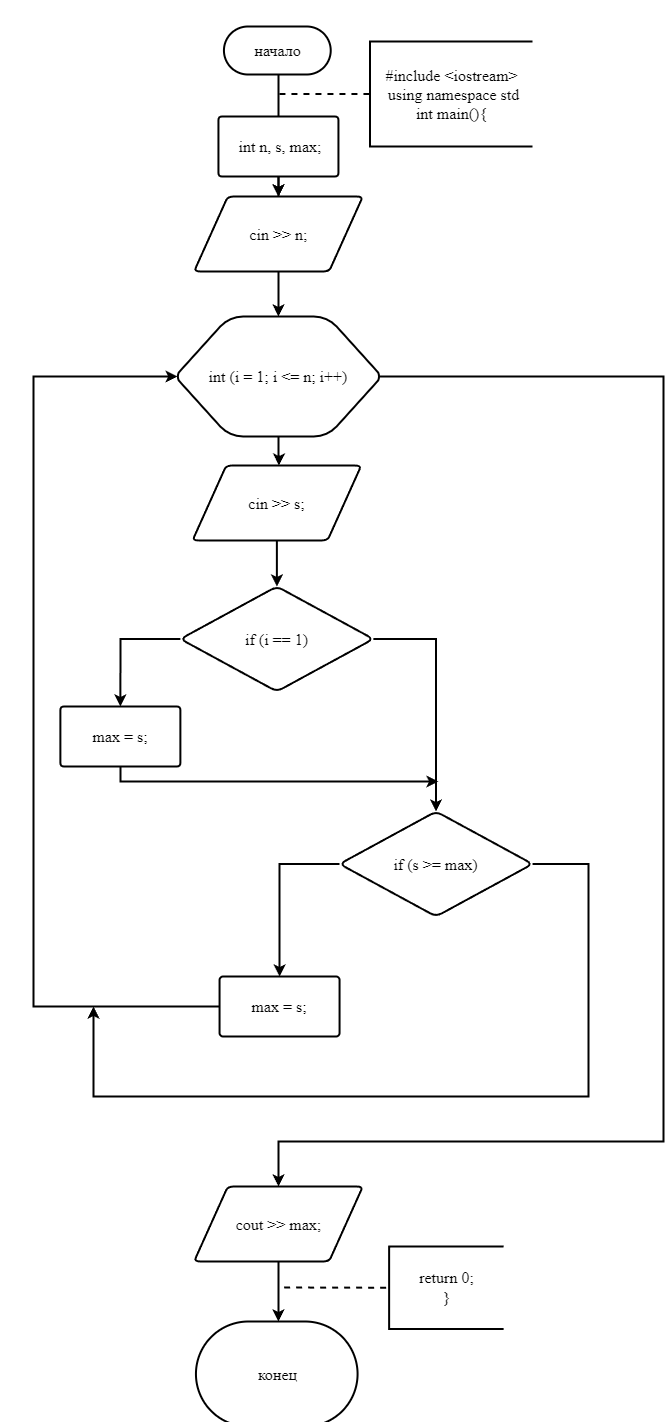 начало
#include <iostream>
using namespace std
int main(){
int n, s, max;
cin >> n;
int (i = 1; i <= n; i++)
cin >> s;
if (i == 1)
max = s;
if (s >= max)
max = s;
cout >> max;
return 0;
}
конец